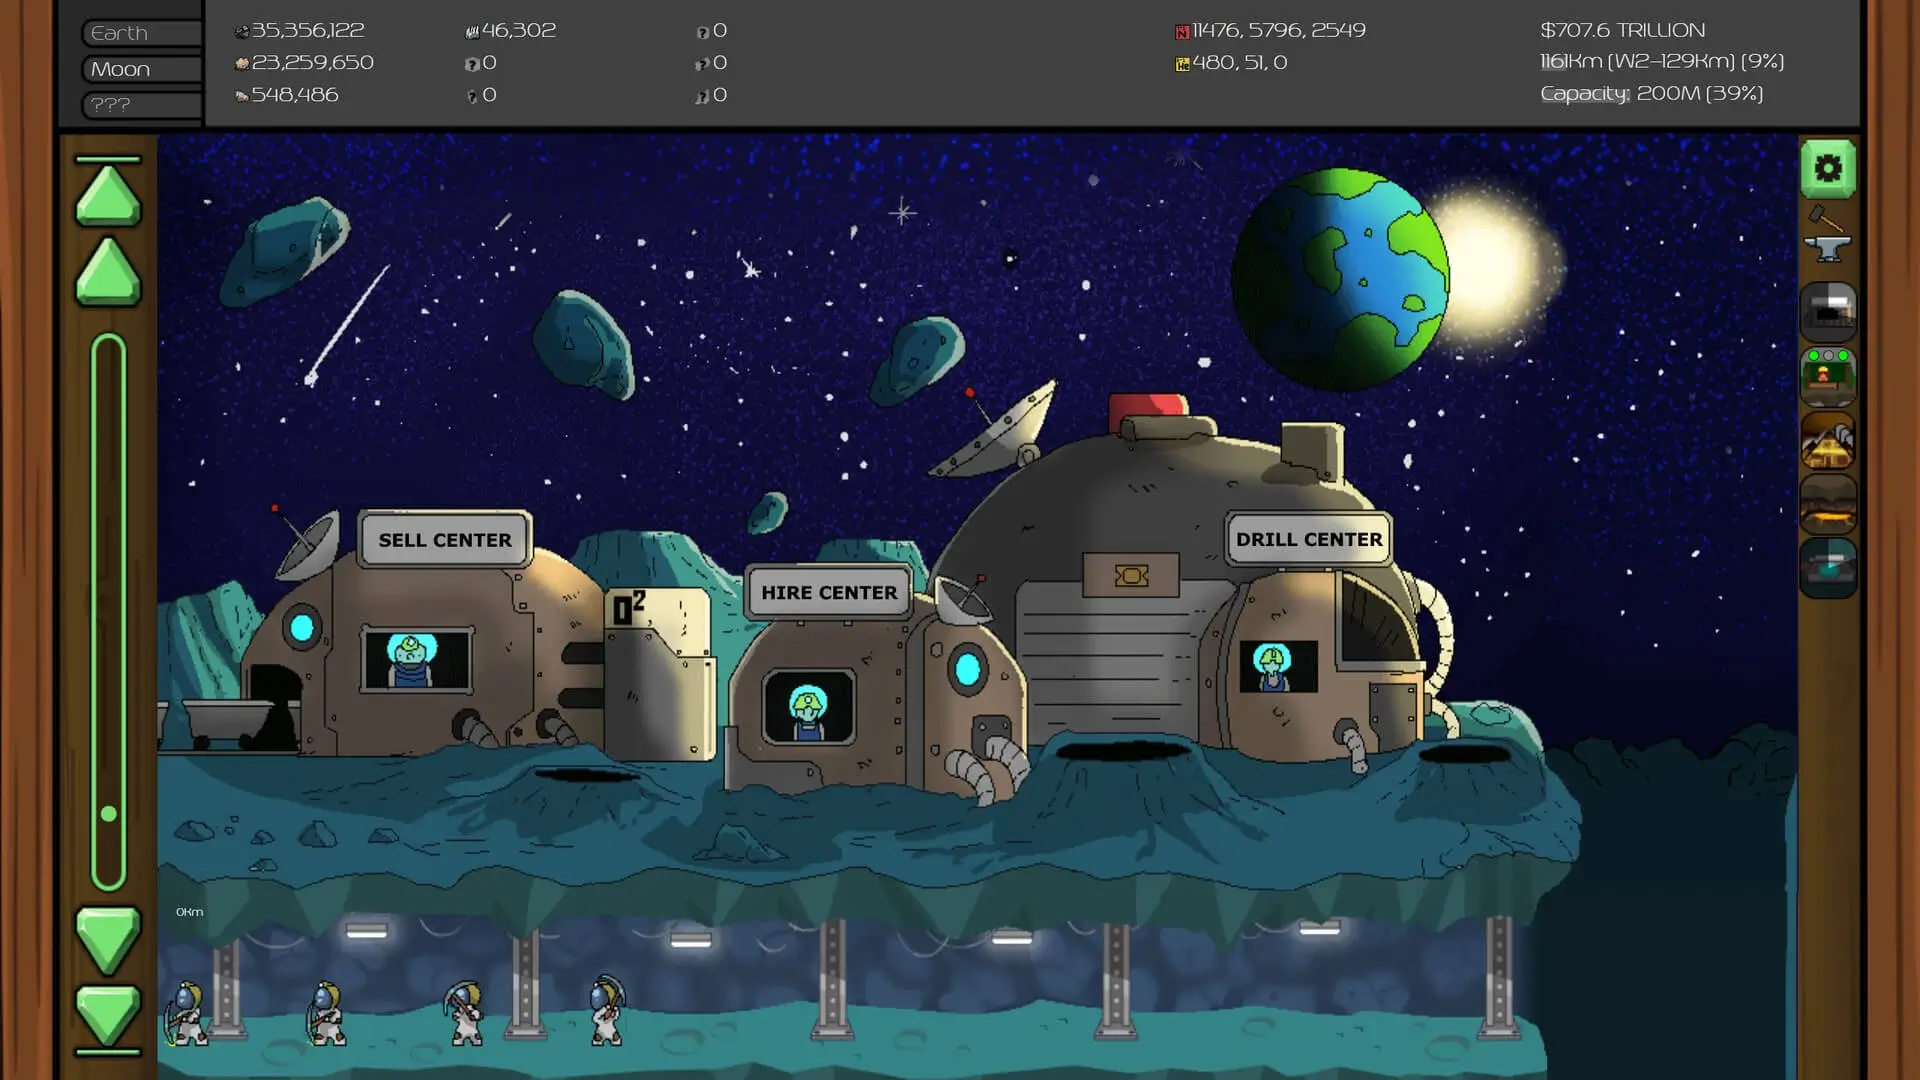 Earth
Moon
???
35,356,122
23,259,650
548,486
46,302
0
0
0
0
0
N 11476, 5796, 2549
He 480, 51, 0
$707.6 TRILLION
1161Km (W2-129Km) (9%)
Capacity: 200M (39%)
SELL CENTER
O²
HIRE CENTER
DRILL CENTER
0Km